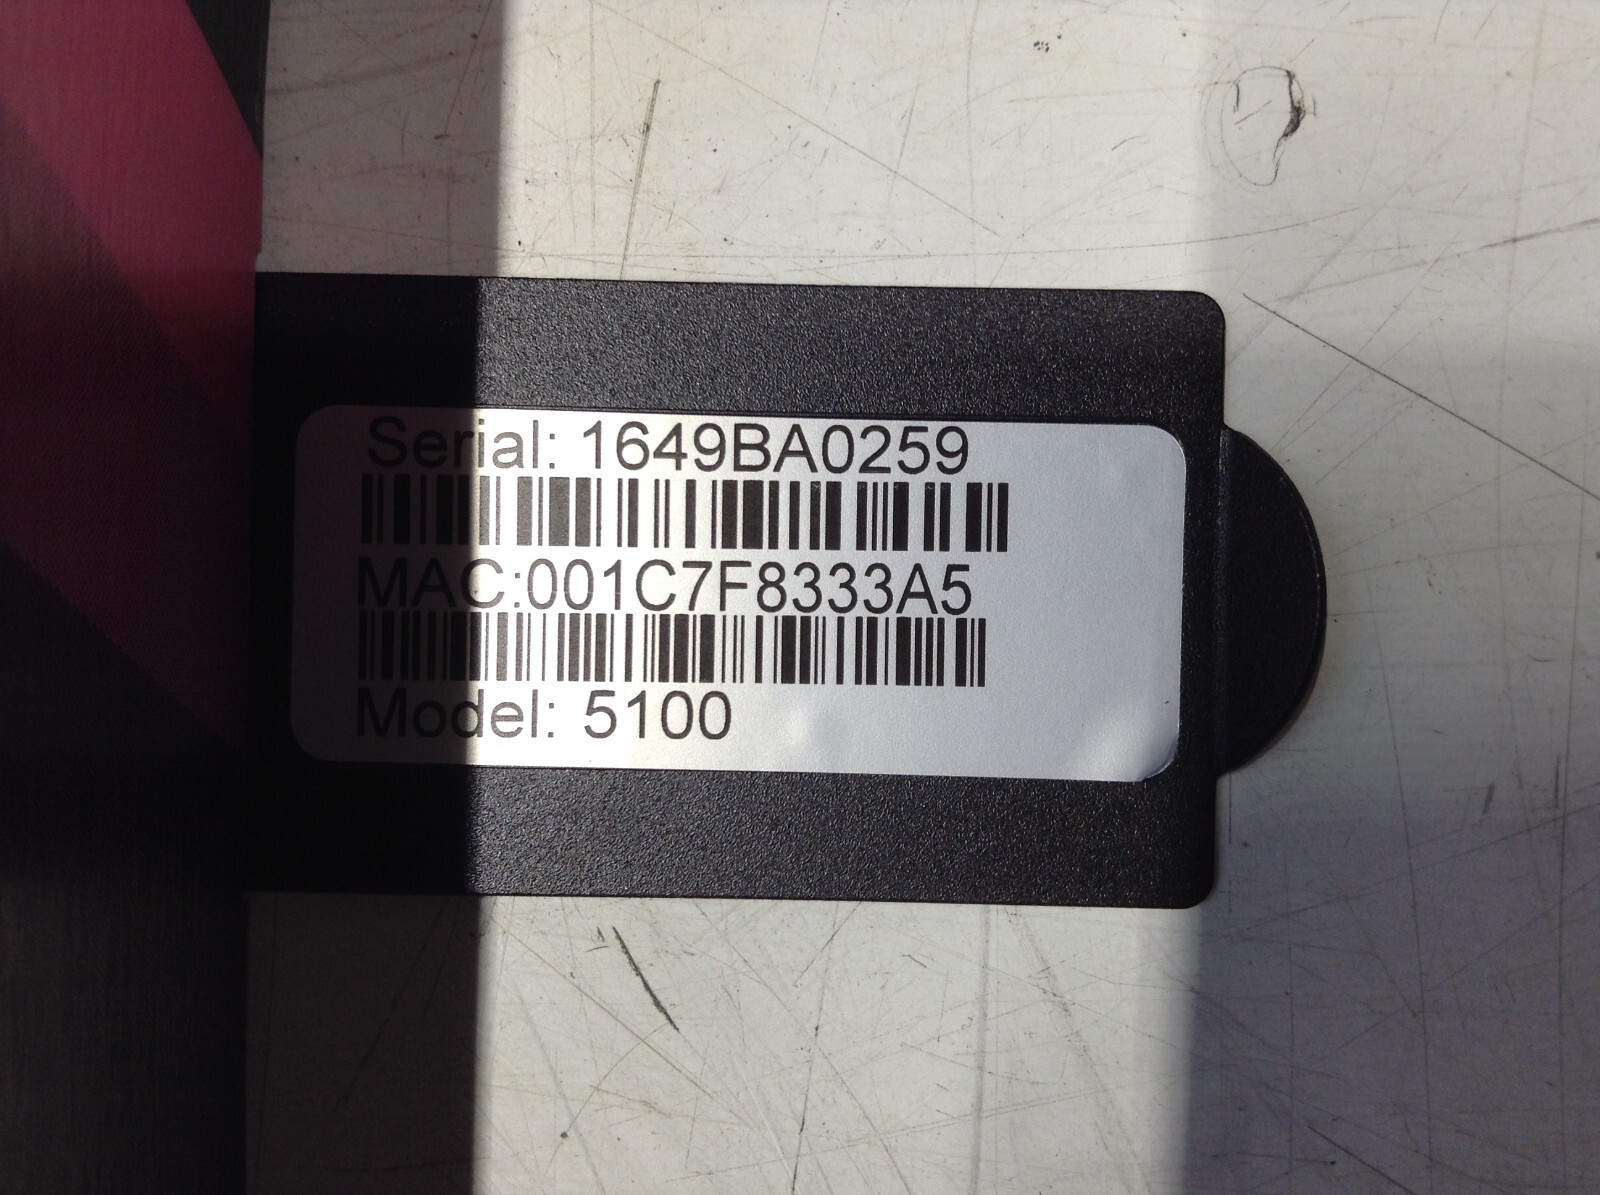 Serial: 1649BA0259
MAC:001C7F8333A5
Model: 5100